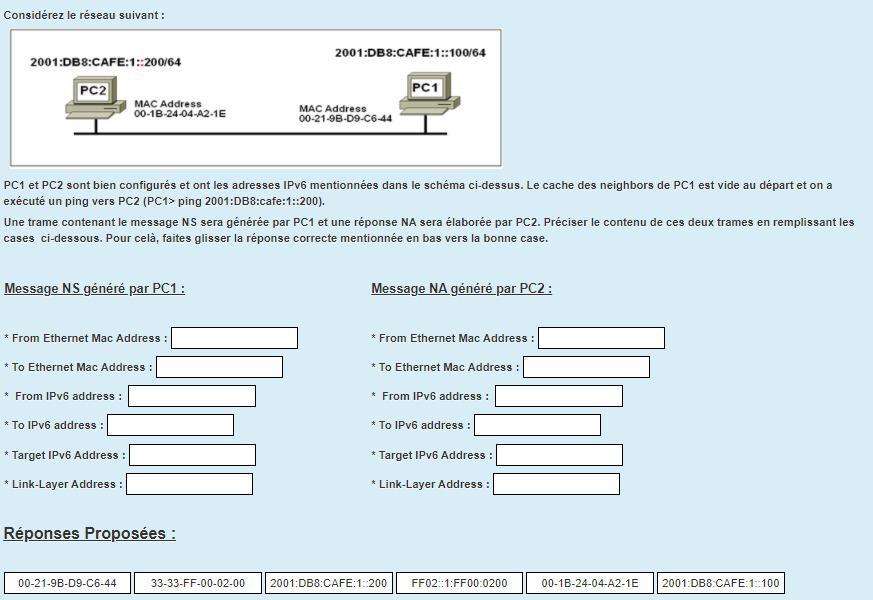 Considérez le réseau suivant :
2001:DB8:CAFE:1::100/64
2001:DB8:CAFE:1::200/64
PC2
PC1
MAC Address
00-1B-24-04-A2-1E
MAC Address
00-21-9B-D9-C6-44
PC1 et PC2 sont bien configurés et ont les adresses IPv6 mentionnées dans le schéma ci-dessus. Le cache des neighbors de PC1 est vide au départ et on a
exécuté un ping vers PC2 (PC1> ping 2001:DB8:cafe:1::200).
Une trame contenant le message NS sera générée par PC1 et une réponse NA sera élaborée par PC2. Préciser le contenu de ces deux trames en remplissant les
cases ci-dessous. Pour celà, faites glisser la réponse correcte mentionnée en bas vers la bonne case.
Message NS généré par PC1 : Message NA généré par PC2 :
* From Ethernet Mac Address : * From Ethernet Mac Address :
* To Ethernet Mac Address : * To Ethernet Mac Address :
* From IPv6 address : * From IPv6 address :
* To IPv6 address : * To IPv6 address :
* Target IPv6 Address : * Target IPv6 Address :
* Link-Layer Address : * Link-Layer Address :
Réponses Proposées :
00-21-9B-D9-C6-44 33-33-FF-00-02-00 2001:DB8:CAFE:1::200 FF02::1:FF00:0200 00-1B-24-04-A2-1E 2001:DB8:CAFE:1::100